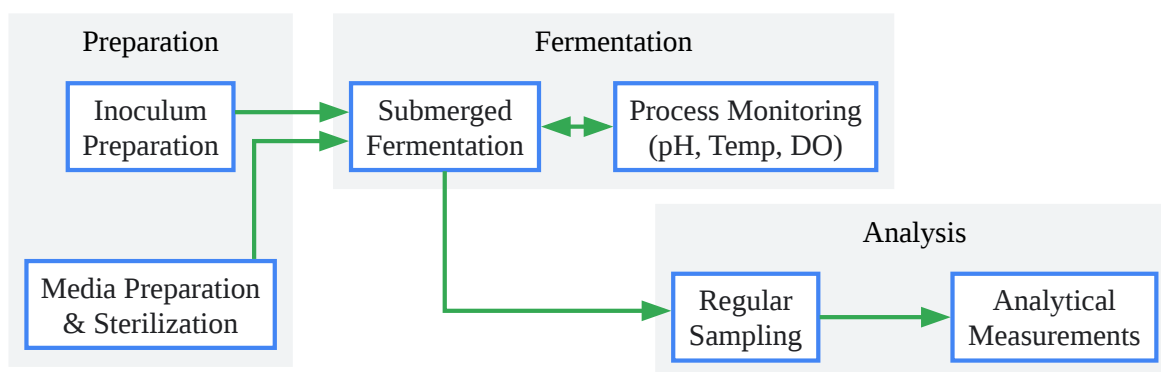 Preparation
Inoculum
Preparation
Media Preparation
& Sterilization
Fermentation
Submerged
Fermentation
Process Monitoring
(pH, Temp, DO)
Analysis
Regular
Sampling
Analytical
Measurements